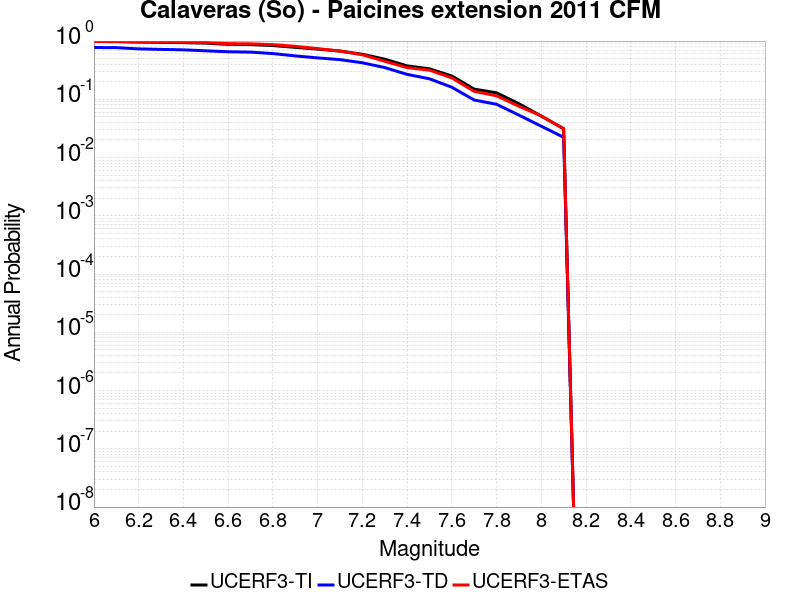 Calaveras (So) - Paicines extension 2011 CFM
Annual Probability
10^0
10^-1
10^-2
10^-3
10^-4
10^-5
10^-6
10^-7
10^-8
6 6.2 6.4 6.6 6.8 7 7.2 7.4 7.6 7.8 8 8.2 8.4 8.6 8.8 9
Magnitude
UCERF3-TI UCERF3-TD UCERF3-ETAS